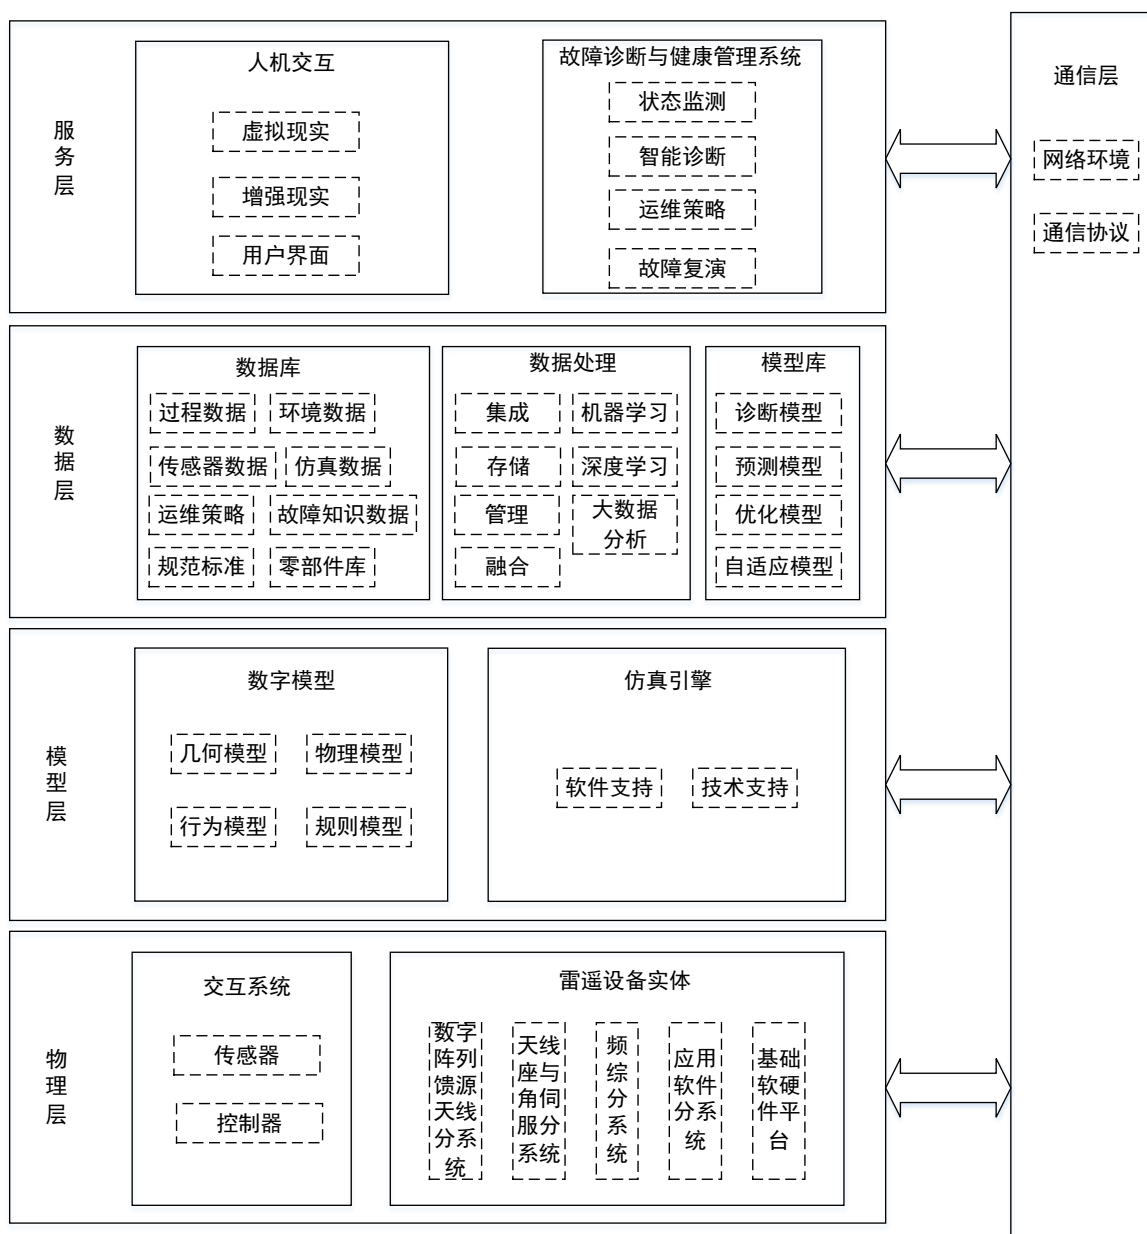 服
务
层
人机交互
虚拟现实
增强现实
用户界面
故障诊断与健康管理系统
状态监测
智能诊断
运维策略
故障复演
通信层
网络环境
通信协议
数
据
层
数据库
过程数据
环境数据
传感器数据
仿真数据
运维策略
故障知识数据
规范标准
零部件库
数据处理
集成
机器学习
存储
深度学习
管理
大数据
分析
融合
模型库
诊断模型
预测模型
优化模型
自适应模型
模
型
层
数字模型
几何模型
物理模型
行为模型
规则模型
仿真引擎
软件支持
技术支持
物
理
层
交互系统
传感器
控制器
雷遥设备实体
数字
阵列
馈源
天线
分系
统
天线
座与
角伺
服分
系统
频
综
分
系
统
应用
软件
分系
统
基础
软硬
件平
台